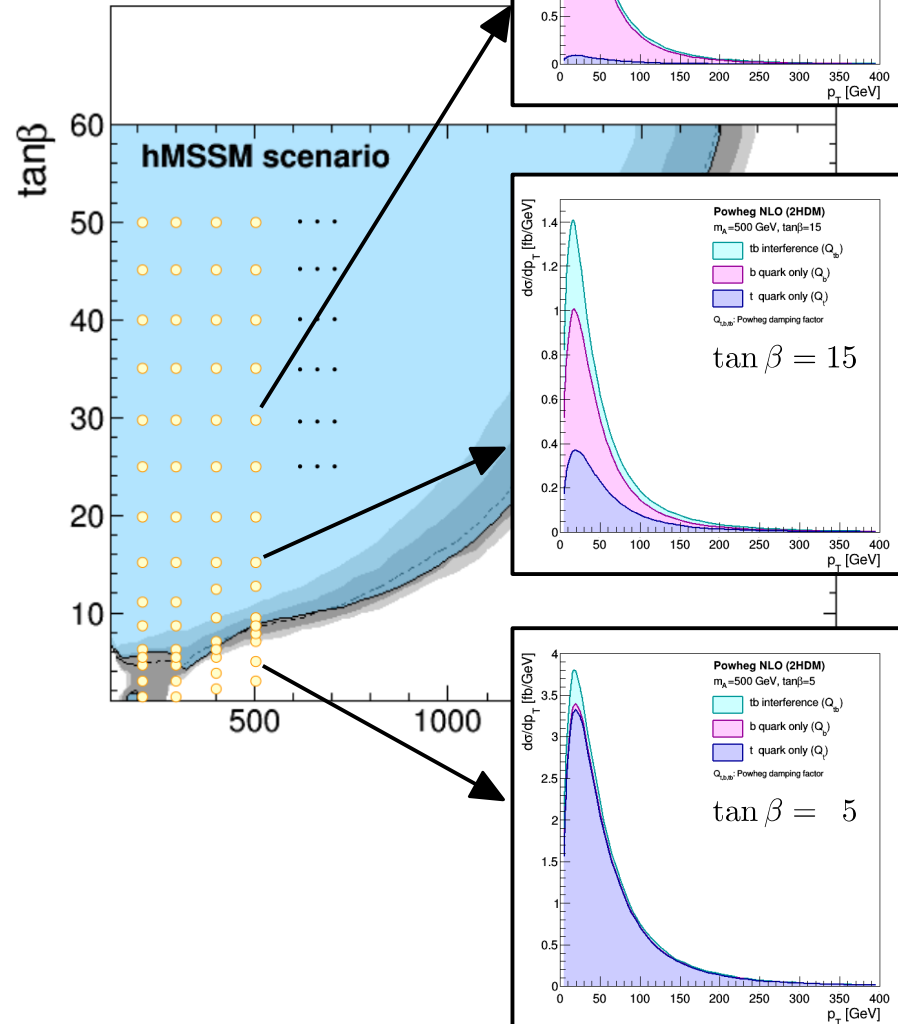 0.5
0
0 50 100 150 200 250 300 350 400
p_T [GeV]
tanβ
60
50
40
30
20
10
hMSSM scenario
500 1000
dσ/dp_T [fb/GeV]
1.4
1.2
1
0.8
0.6
0.4
0.2
0
Powheg NLO (2HDM)
m_A=500 GeV, tanβ=15
tb interference (Q_tb)
b quark only (Q_b)
t quark only (Q_t)
Q_t,b,tb: Powheg damping factor
tan β = 15
0 50 100 150 200 250 300 350 400
p_T [GeV]
dσ/dp_T [fb/GeV]
4
3.5
3
2.5
2
1.5
1
0.5
0
Powheg NLO (2HDM)
m_A=500 GeV, tanβ=5
tb interference (Q_tb)
b quark only (Q_b)
t quark only (Q_t)
Q_t,b,tb: Powheg damping factor
tan β = 5
0 50 100 150 200 250 300 350 400
p_T [GeV]